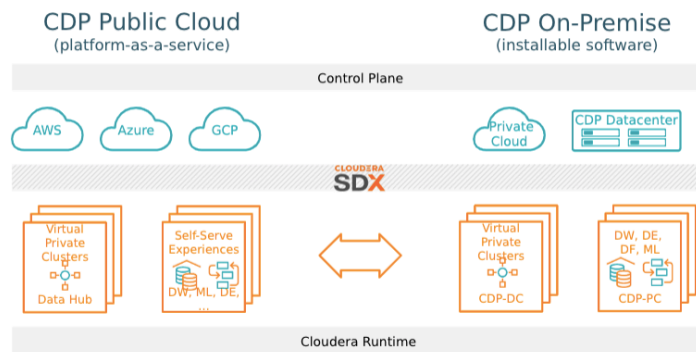 CDP Public Cloud
(platform-as-a-service)
CDP On-Premise
(installable software)
Control Plane
AWS
Azure
GCP
Private
Cloud
CDP Datacenter
CLOUDERA
SDX
Virtual
Private
Clusters
Data Hub
Self-Serve
Experiences
DW, ML, DE,
...
Virtual
Private
Clusters
CDP-DC
DW, DE,
DF, ML
CDP-PC
Cloudera Runtime